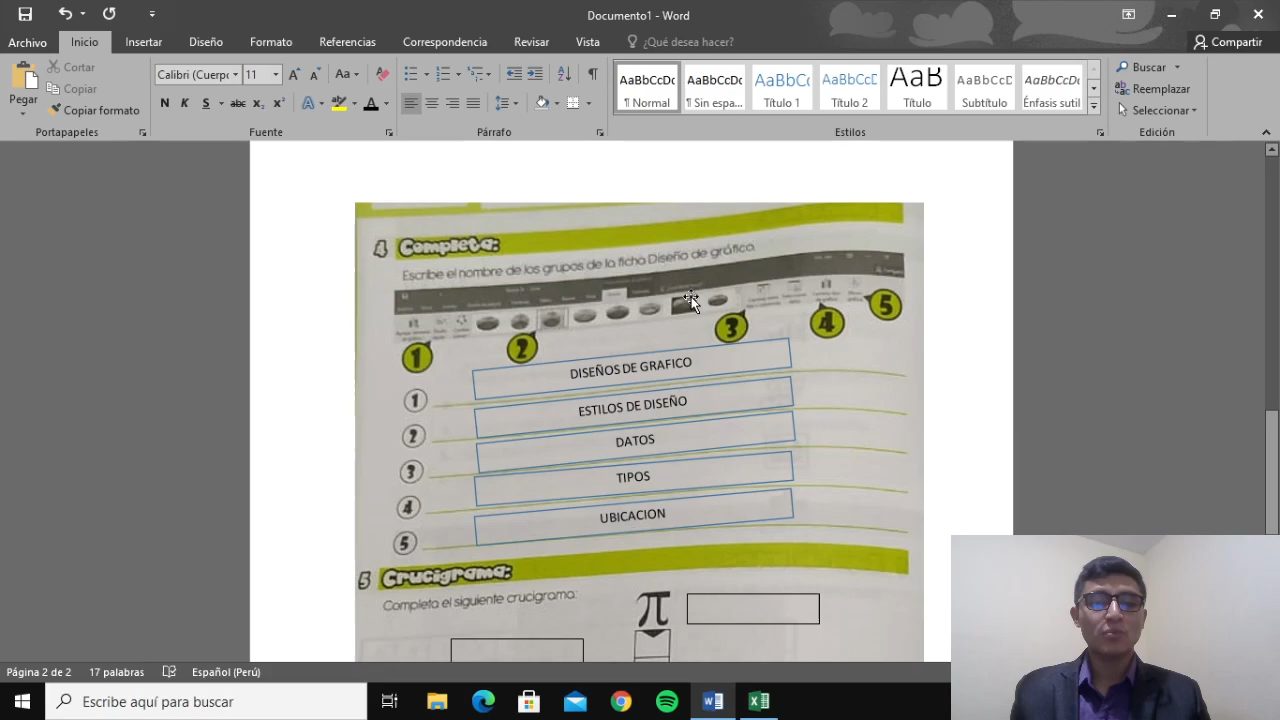 Documento1 - Word
Archivo Inicio Insertar Diseño Formato Referencias Correspondencia Revisar Vista ¿Qué desea hacer? Compartir
Pegar
Cortar
Copiar
Copiar formato
Portapapeles
Calibri (Cuerpo 11
N K S abc x₂ x²
Fuente
Párrafo
AaBbCcDc AaBbCcDc AaBbCc AaBbCcD AaB AaBbCcD AaBbCcDc
¶ Normal ¶ Sin espa... Título 1 Título 2 Título Subtítulo Énfasis sutil
Estilos
Buscar
Reemplazar
Seleccionar
Edición
4 Completa:
Escribe el nombre de los grupos de la ficha Diseño de gráfico.
1 2 3 4 5
1 DISEÑOS DE GRAFICO
2 ESTILOS DE DISEÑO
3 DATOS
4 TIPOS
5 UBICACION
5 Crucigrama:
Completa el siguiente crucigrama:
π
Página 2 de 2 17 palabras Español (Perú)
Escribe aquí para buscar